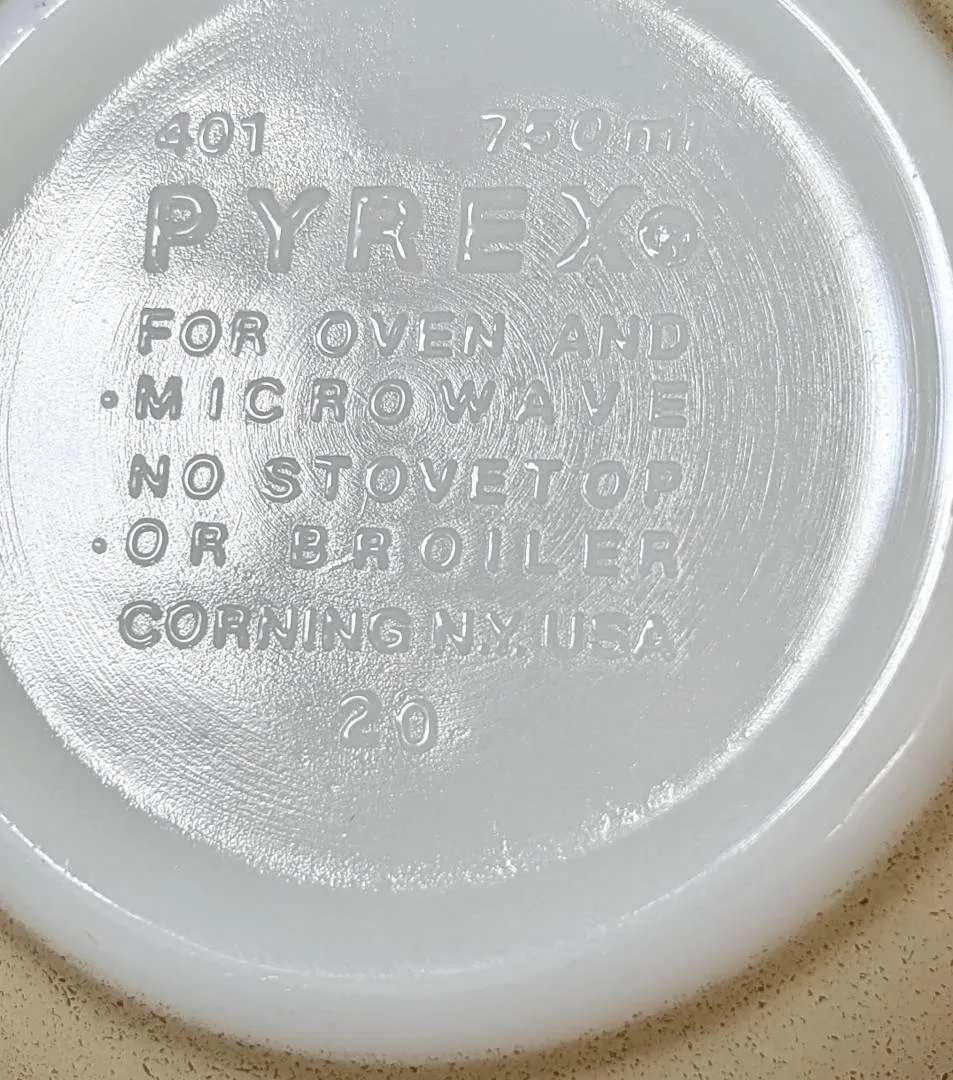 401 750ml
PYREX®
FOR OVEN AND
•MICROWAVE
NO STOVETOP
•OR BROILER
CORNING N.Y. USA
20